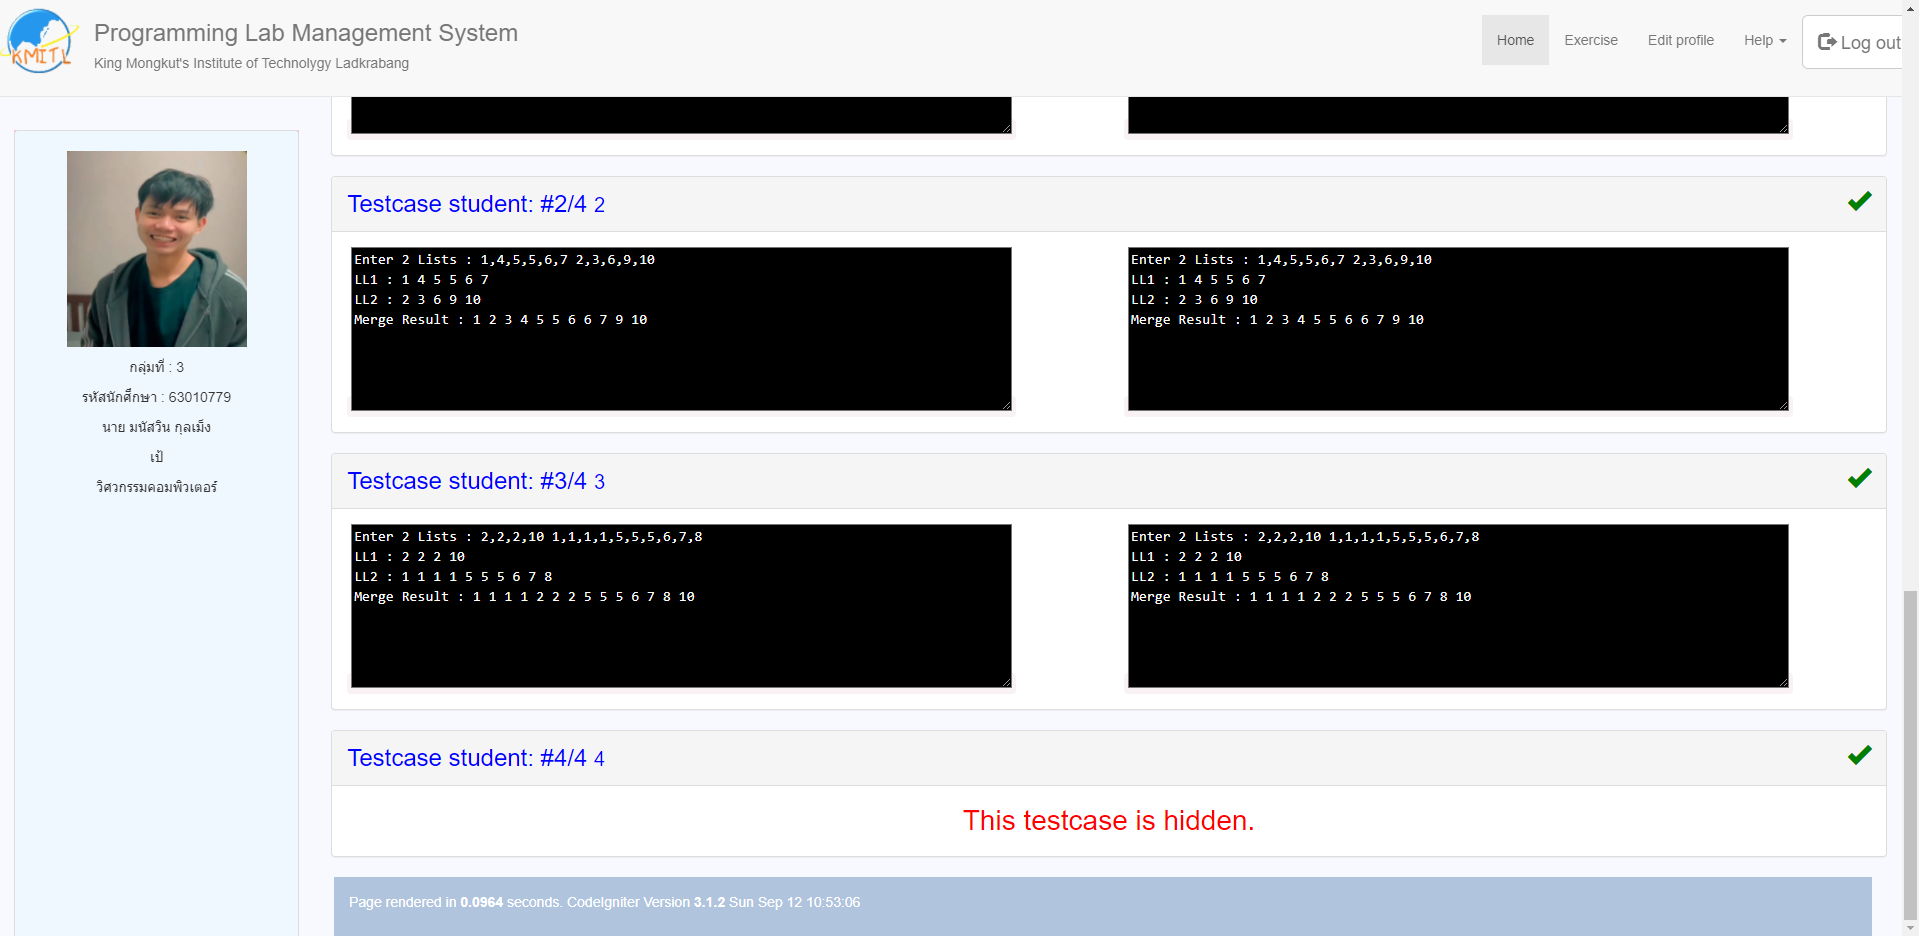 KMITL
Programming Lab Management System
King Mongkut's Institute of Technolygy Ladkrabang
Home
Exercise
Edit profile
Help
Log out
กลุ่มที่ : 3
รหัสนักศึกษา : 63010779
นาย มนัสวิน กุลเม็ง
เป้
วิศวกรรมคอมพิวเตอร์
Testcase student: #2/4 2
Enter 2 Lists : 1,4,5,5,6,7 2,3,6,9,10
LL1 : 1 4 5 5 6 7
LL2 : 2 3 6 9 10
Merge Result : 1 2 3 4 5 5 6 6 7 9 10
Enter 2 Lists : 1,4,5,5,6,7 2,3,6,9,10
LL1 : 1 4 5 5 6 7
LL2 : 2 3 6 9 10
Merge Result : 1 2 3 4 5 5 6 6 7 9 10
Testcase student: #3/4 3
Enter 2 Lists : 2,2,2,10 1,1,1,1,5,5,5,6,7,8
LL1 : 2 2 2 10
LL2 : 1 1 1 1 5 5 5 6 7 8
Merge Result : 1 1 1 1 2 2 2 5 5 5 6 7 8 10
Enter 2 Lists : 2,2,2,10 1,1,1,1,5,5,5,6,7,8
LL1 : 2 2 2 10
LL2 : 1 1 1 1 5 5 5 6 7 8
Merge Result : 1 1 1 1 2 2 2 5 5 5 6 7 8 10
Testcase student: #4/4 4
This testcase is hidden.
Page rendered in 0.0964 seconds. CodeIgniter Version 3.1.2 Sun Sep 12 10:53:06